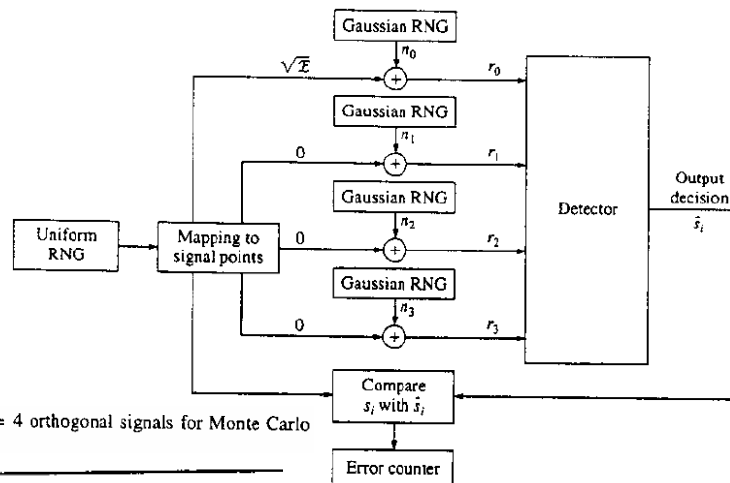 Gaussian RNG
n₀
√ℰ
+
r₀
Gaussian RNG
n₁
0
+
r₁
Gaussian RNG
n₂
Uniform
RNG
Mapping to
signal points
0
+
r₂
Gaussian RNG
n₃
0
+
r₃
Detector
Output
decision
ŝᵢ
Compare
sᵢ with ŝᵢ
= 4 orthogonal signals for Monte Carlo
Error counter